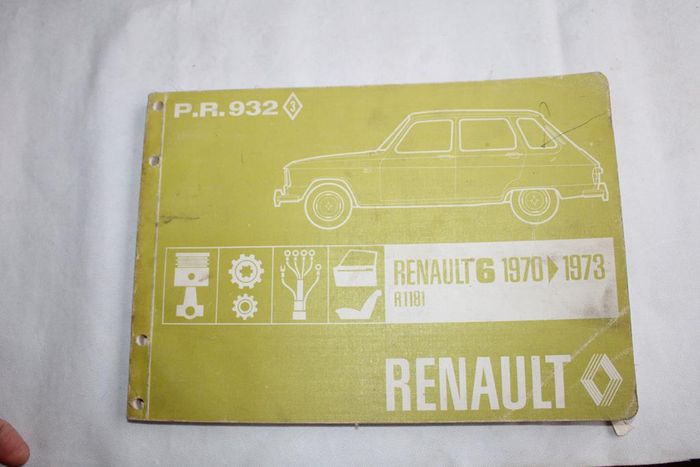 P.R.932 3
RENAULT 6 1970 ▶ 1973
R1181
RENAULT